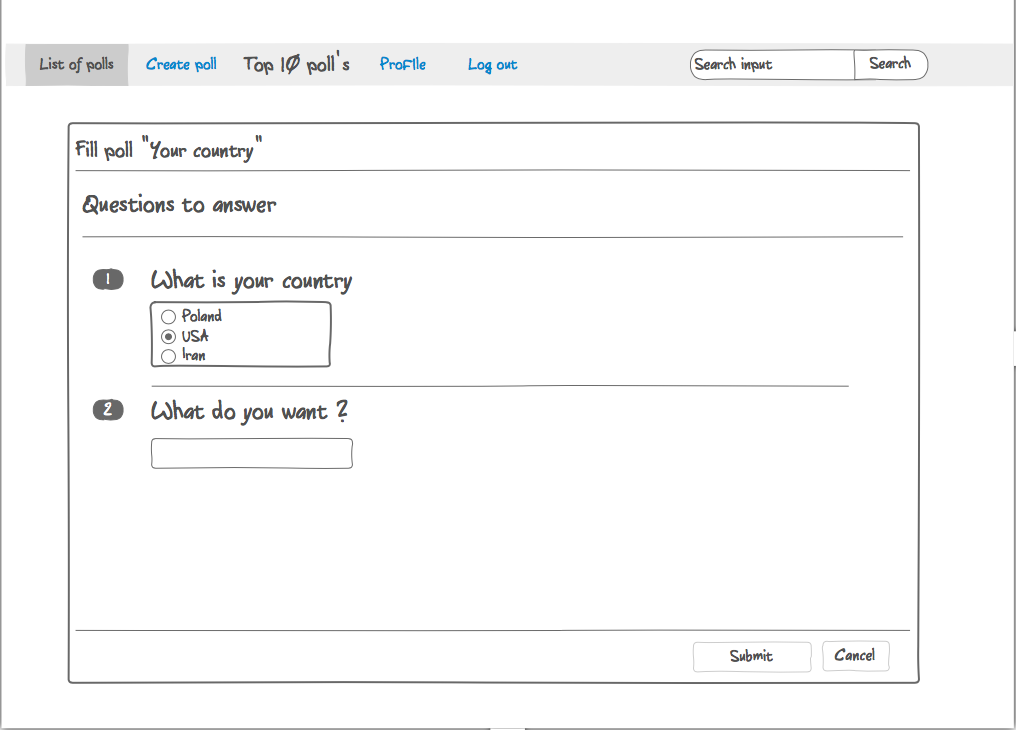 List of polls Create poll Top 10 poll's Profile Log out Search input Search
Fill poll "Your country"
Questions to answer
1 What is your country
Poland
USA
Iran
2 What do you want ?
Submit Cancel